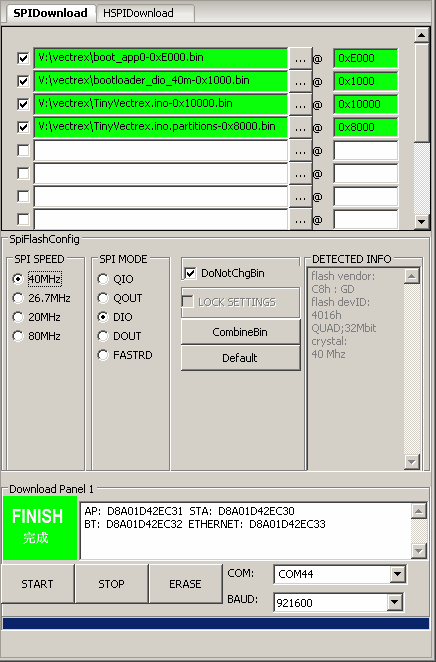 SPIDownload HSPIDownload
V:\vectrex\boot_app0-0xE000.bin ... @ 0xE000
V:\vectrex\bootloader_dio_40m-0x1000.bin ... @ 0x1000
V:\vectrex\TinyVectrex.ino-0x10000.bin ... @ 0x10000
V:\vectrex\TinyVectrex.ino.partitions-0x8000.bin ... @ 0x8000
... @
... @
... @
... @
SpiFlashConfig
SPI SPEED
40MHz
26.7MHz
20MHz
80MHz
SPI MODE
QIO
QOUT
DIO
DOUT
FASTRD
DoNotChgBin
LOCK SETTINGS
CombineBin
Default
DETECTED INFO
flash vendor:
C8h : GD
flash devID:
4016h
QUAD;32Mbit
crystal:
40 Mhz
Download Panel 1
FINISH
完成
AP: D8A01D42EC31 STA: D8A01D42EC30
BT: D8A01D42EC32 ETHERNET: D8A01D42EC33
START STOP ERASE
COM: COM44
BAUD: 921600